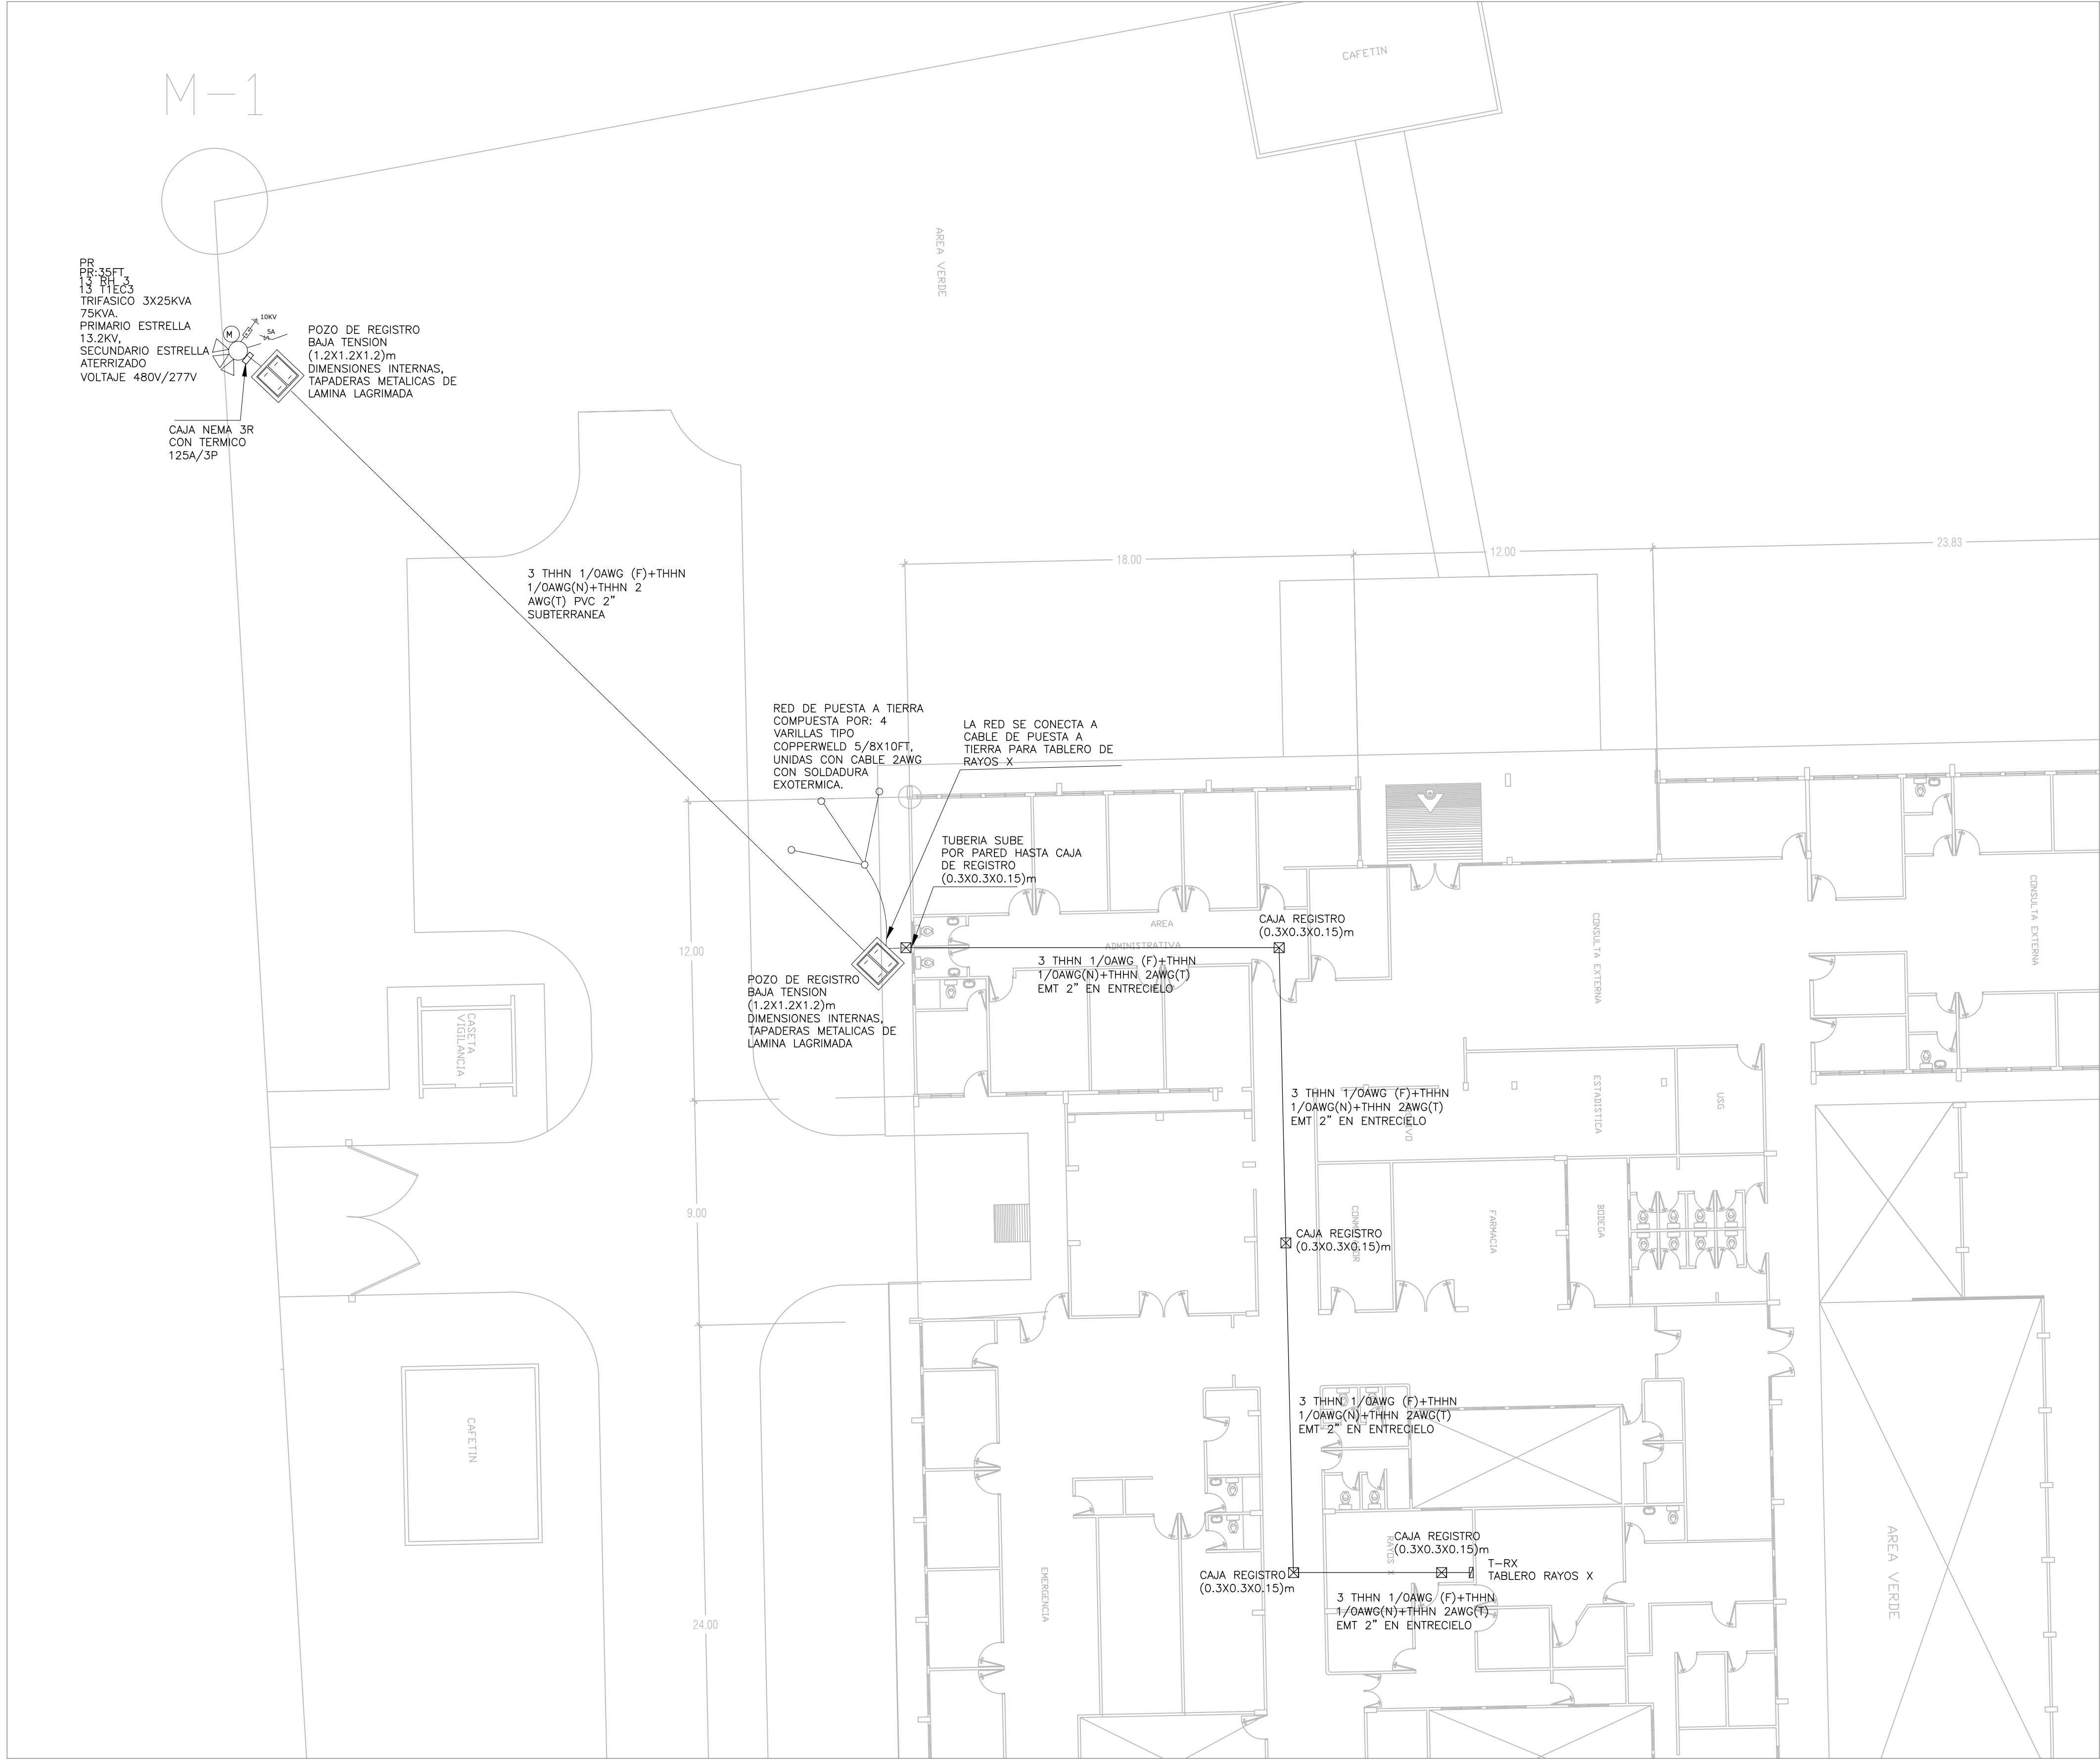 M-1
CAFETIN
AREA VERDE
PR
PR:35FT
13 RH 3
13 T1EC3
TRIFASICO 3X25KVA
75KVA.
PRIMARIO ESTRELLA
13.2KV,
SECUNDARIO ESTRELLA
ATERRIZADO
VOLTAJE 480V/277V
M
10KV
5A
POZO DE REGISTRO
BAJA TENSION
(1.2X1.2X1.2)m
DIMENSIONES INTERNAS,
TAPADERAS METALICAS DE
LAMINA LAGRIMADA
CAJA NEMA 3R
CON TERMICO
125A/3P
18.00
12.00
23.83
3 THHN 1/0AWG (F)+THHN
1/0AWG(N)+THHN 2
AWG(T) PVC 2"
SUBTERRANEA
RED DE PUESTA A TIERRA
COMPUESTA POR: 4
VARILLAS TIPO
COPPERWELD 5/8X10FT,
UNIDAS CON CABLE 2AWG
CON SOLDADURA
EXOTERMICA.
LA RED SE CONECTA A
CABLE DE PUESTA A
TIERRA PARA TABLERO DE
RAYOS X
TUBERIA SUBE
POR PARED HASTA CAJA
DE REGISTRO
(0.3X0.3X0.15)m
12.00
AREA
ADMINISTRATIVA
CAJA REGISTRO
(0.3X0.3X0.15)m
3 THHN 1/0AWG (F)+THHN
1/0AWG(N)+THHN 2AWG(T)
EMT 2" EN ENTRECIELO
CONSULTA EXTERNA
CONSULTA EXTERNA
POZO DE REGISTRO
BAJA TENSION
(1.2X1.2X1.2)m
DIMENSIONES INTERNAS,
TAPADERAS METALICAS DE
LAMINA LAGRIMADA
CASETA
VIGILANCIA
3 THHN 1/0AWG (F)+THHN
1/0AWG(N)+THHN 2AWG(T)
EMT 2" EN ENTRECIELO
ESTADISTICA
USG
9.00
CAJA REGISTRO
(0.3X0.3X0.15)m
FARMACIA
BODEGA
3 THHN 1/0AWG (F)+THHN
1/0AWG(N)+THHN 2AWG(T)
EMT 2" EN ENTRECIELO
CAFETIN
RAYOS X
CAJA REGISTRO
(0.3X0.3X0.15)m
T-RX
TABLERO RAYOS X
CAJA REGISTRO
(0.3X0.3X0.15)m
3 THHN 1/0AWG (F)+THHN
1/0AWG(N)+THHN 2AWG(T)
EMT 2" EN ENTRECIELO
EMERGENCIA
AREA VERDE
24.00